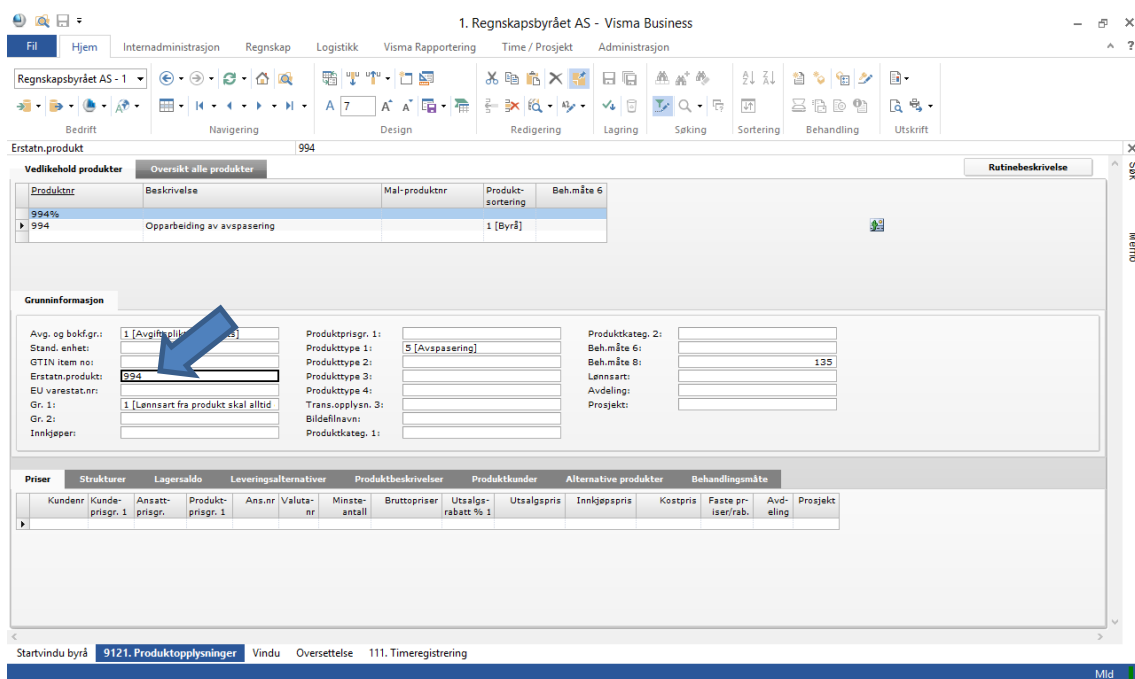 1. Regnskapsbyrået AS - Visma Business
Fil Hjem Internadministrasjon Regnskap Logistikk Visma Rapportering Time / Prosjekt Administrasjon ?
Regnskapsbyrået AS - 1
A 7 A A
Bedrift Navigering Design Redigering Lagring Søking Sortering Behandling Utskrift
Erstatn.produkt 994
Vedlikehold produkter Oversikt alle produkter Rutinebeskrivelse
Søk
Memo
Produktnr Beskrivelse Mal-produktnr Produkt- Beh.måte 6
sortering
994%
994 Opparbeiding av avspasering 1 [Byrå]
Grunninformasjon
Avg. og bokf.gr.: 1 Produktprisgr. 1: Produktkateg. 2:
Stand. enhet: Produkttype 1: 5 [Avspasering] Beh.måte 6:
GTIN item no: Produkttype 2: Beh.måte 8: 135
Erstatn.produkt: 994 Produkttype 3: Lønnsart:
EU varestat.nr: Produkttype 4: Avdeling:
Gr. 1: 1 [Lønnsart fra produkt skal alltid Trans.opplysn. 3: Prosjekt:
Gr. 2: Bildefilnavn:
Innkjøper: Produktkateg. 1:
Priser Strukturer Lagersaldo Leveringsalternativer Produktbeskrivelser Produktkunder Alternative produkter Behandlingsmåte
Kundenr Kunde- Ansatt- Produkt- Ans.nr Valuta- Minste- Bruttopriser Utsalgs- Utsalgspris Innkjøpspris Kostpris Faste pr- Avd- Prosjekt
prisgr. 1 prisgr. prisgr. 1 nr antall rabatt % 1 iser/rab. eling
Startvindu byrå 9121. Produktopplysninger Vindu Oversettelse 111. Timeregistrering
Mld